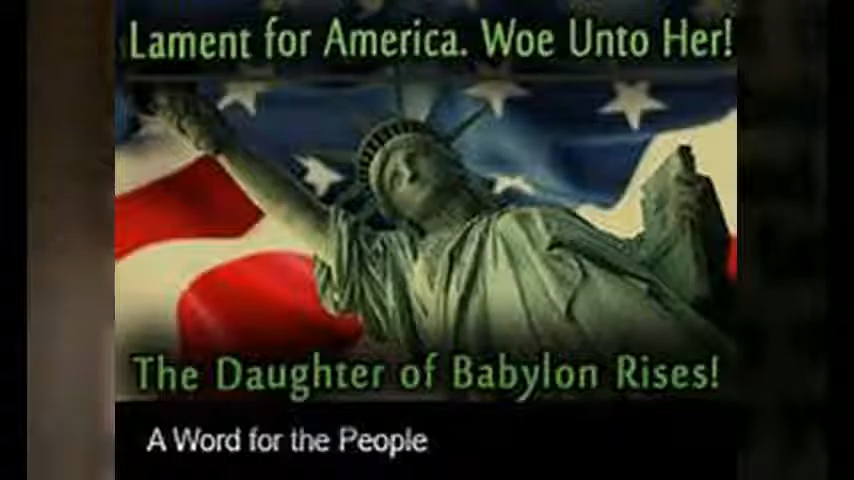 Lament for America. Woe Unto Her!
The Daughter of Babylon Rises!
A Word for the People